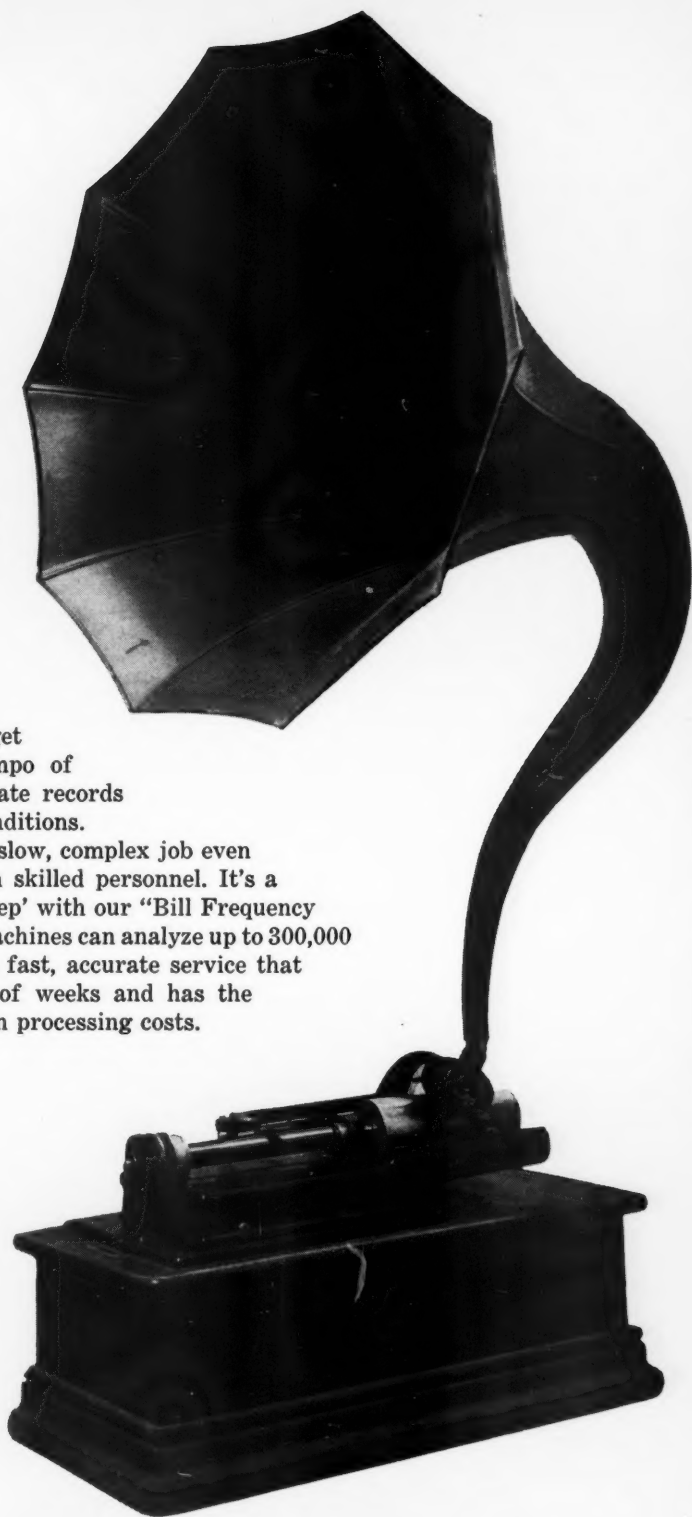 et
npo of
ate records
nditions.
slow, complex job even
n skilled personnel. It's a
ep' with our "Bill Frequency
achines can analyze up to 300,000
fast, accurate service that
of weeks and has the
n processing costs.